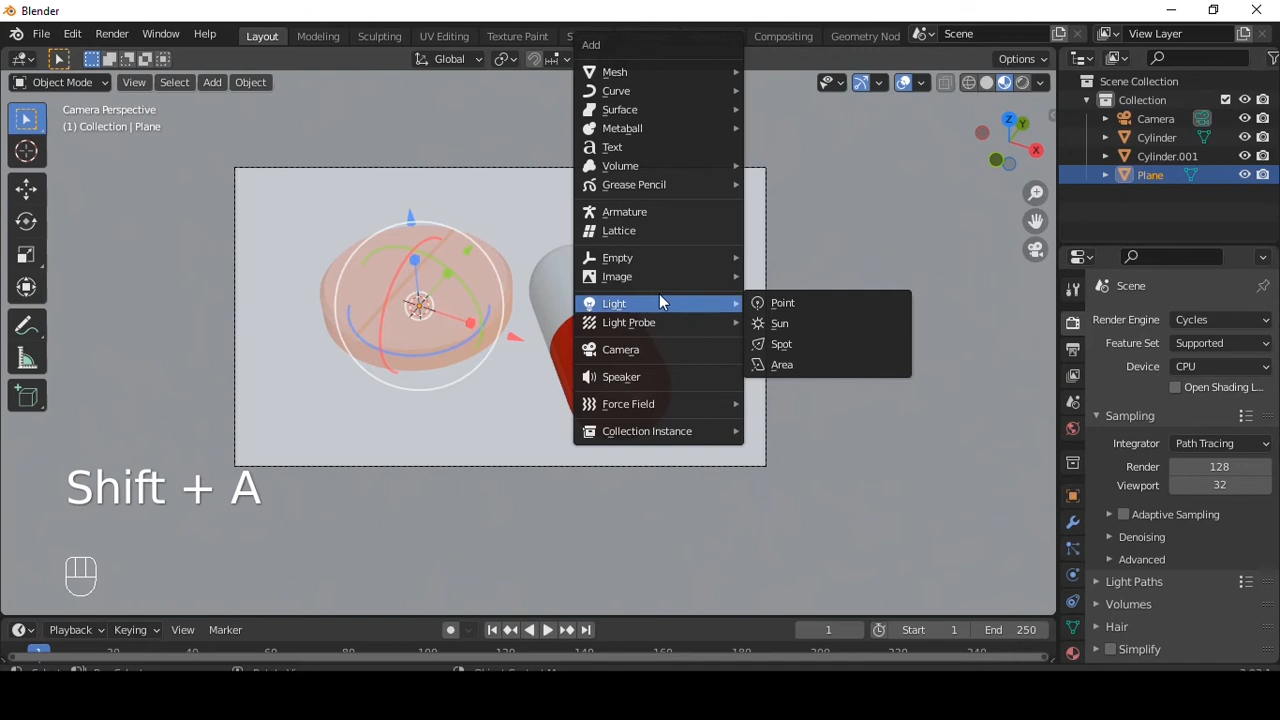 Blender
File Edit Render Window Help
Layout Modeling Sculpting UV Editing Texture Paint Compositing Geometry Nod
Scene View Layer
Global Options
Object Mode View Select Add Object
Camera Perspective
(1) Collection | Plane
Add
Mesh
Curve
Surface
Metaball
Text
Volume
Grease Pencil
Armature
Lattice
Empty
Image
Light
Light Probe
Camera
Speaker
Force Field
Collection Instance
Point
Sun
Spot
Area
Z
Y
X
Scene Collection
Collection
Camera
Cylinder
Cylinder.001
Plane
Scene
Render Engine Cycles
Feature Set Supported
Device CPU
Open Shading L...
Sampling
Integrator Path Tracing
Render 128
Viewport 32
Adaptive Sampling
Denoising
Advanced
Light Paths
Volumes
Hair
Simplify
Shift + A
Playback Keying View Marker
1 Start 1 End 250